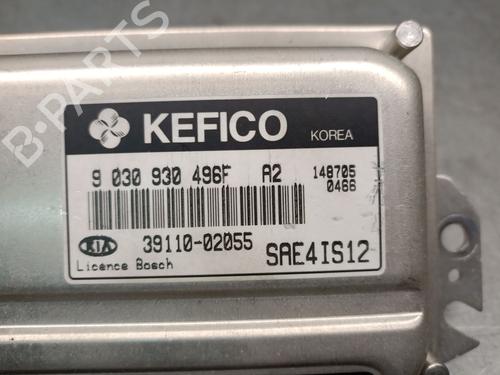 B-PARTS
KEFICO KOREA
9 030 930 496F A2 148705
0466
KIA 39110-02055 SAE4IS12
Licence Bosch